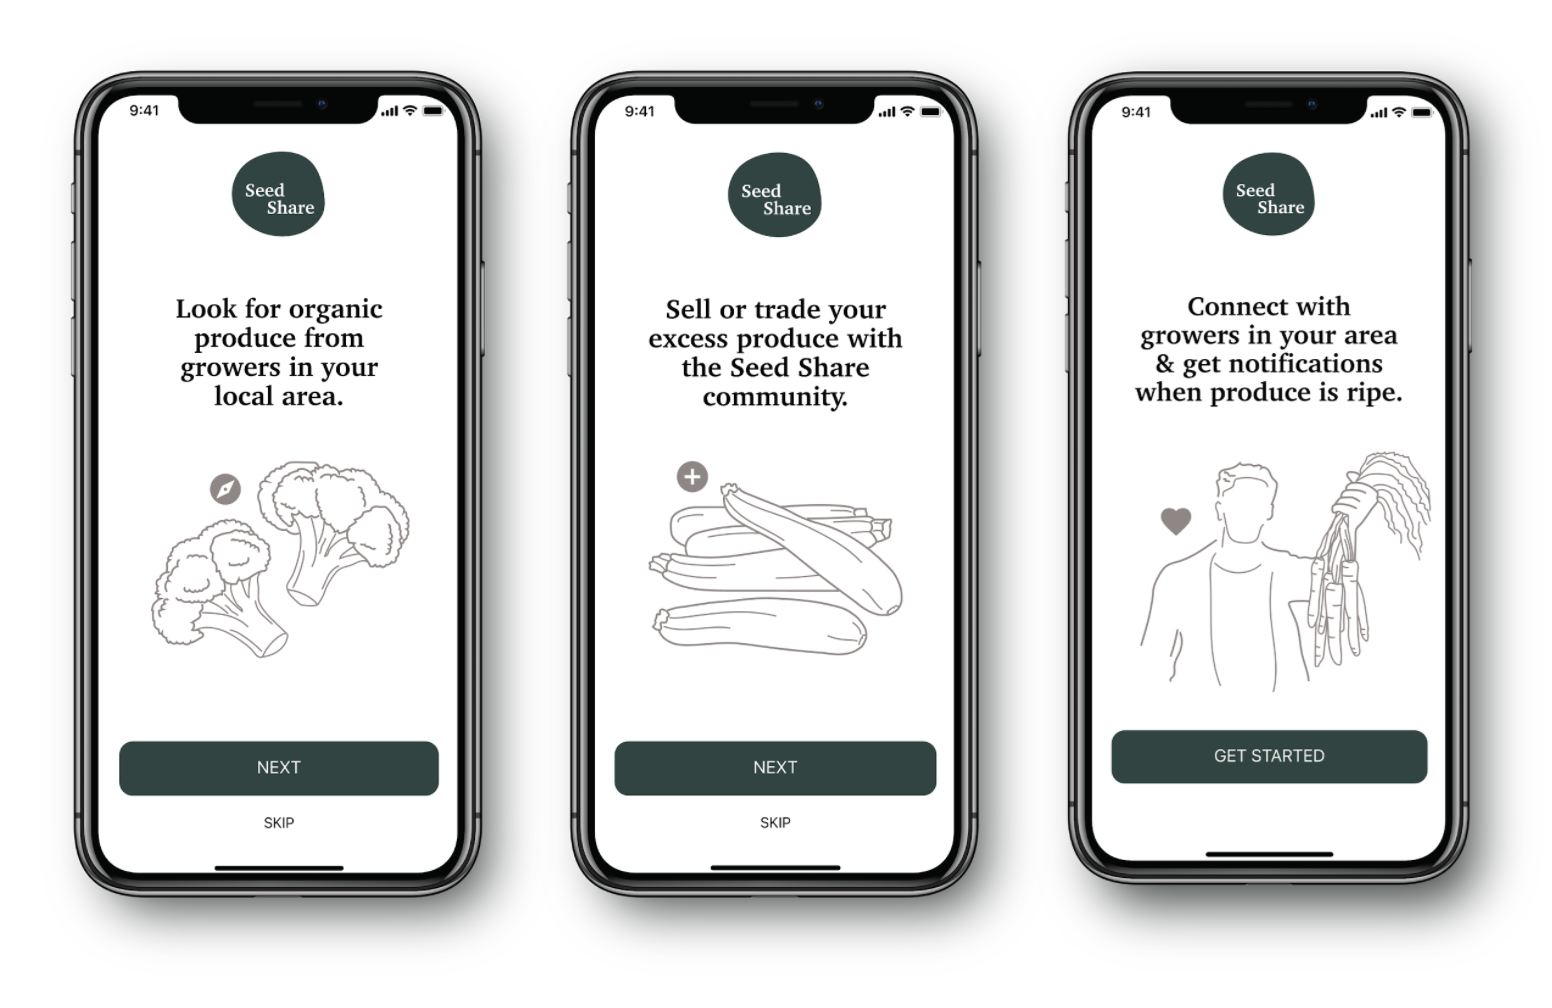 9:41
Seed
Share
Look for organic
produce from
growers in your
local area.
NEXT
SKIP
9:41
Seed
Share
Sell or trade your
excess produce with
the Seed Share
community.
NEXT
SKIP
9:41
Seed
Share
Connect with
growers in your area
& get notifications
when produce is ripe.
GET STARTED